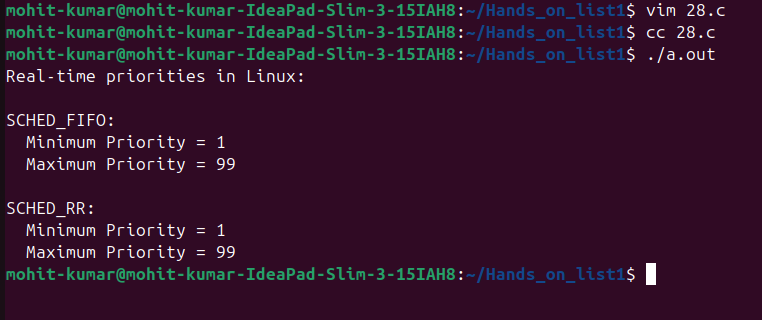 mohit-kumar@mohit-kumar-IdeaPad-Slim-3-15IAH8:~/Hands_on_list1$ vim 28.c
mohit-kumar@mohit-kumar-IdeaPad-Slim-3-15IAH8:~/Hands_on_list1$ cc 28.c
mohit-kumar@mohit-kumar-IdeaPad-Slim-3-15IAH8:~/Hands_on_list1$ ./a.out
Real-time priorities in Linux:

SCHED_FIFO:
  Minimum Priority = 1
  Maximum Priority = 99

SCHED_RR:
  Minimum Priority = 1
  Maximum Priority = 99
mohit-kumar@mohit-kumar-IdeaPad-Slim-3-15IAH8:~/Hands_on_list1$